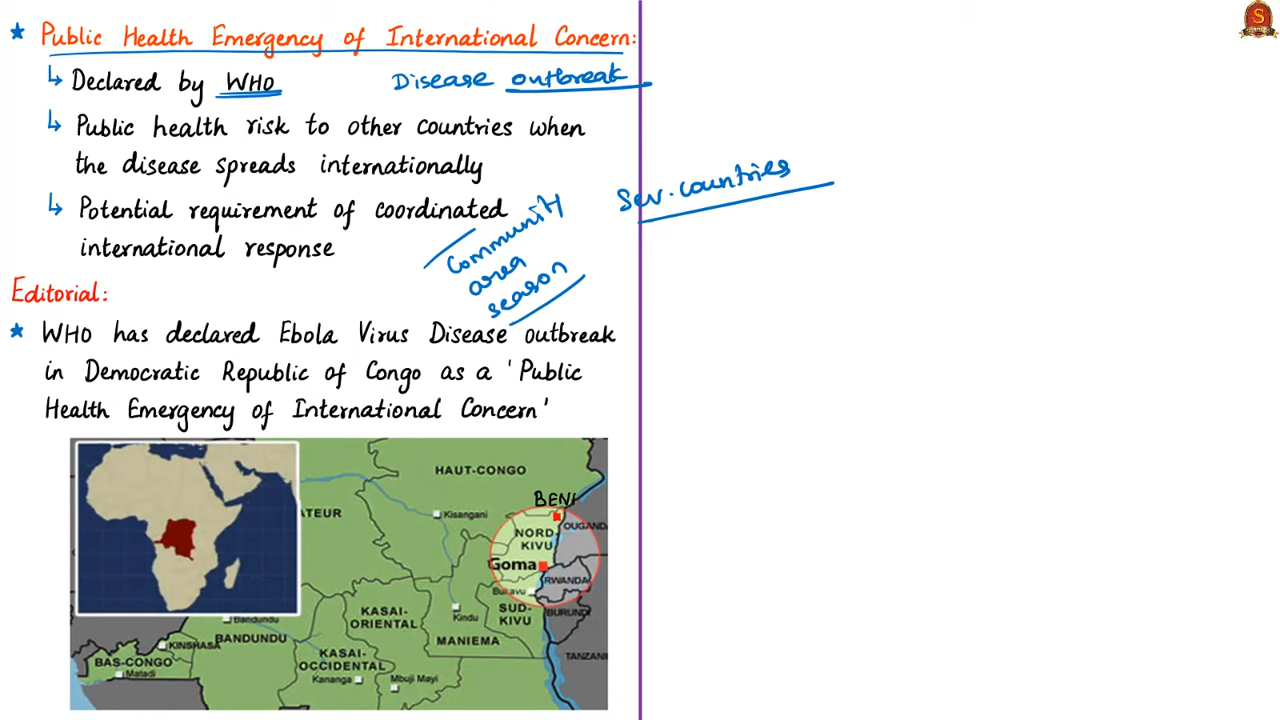 ★ Public Health Emergency of International Concern:
↳ Declared by WHO
Disease outbreak
↳ Public health risk to other countries when
the disease spreads internationally
Sev. countries
↳ Potential requirement of coordinated
international response
community
area
season
Editorial:
★ WHO has declared Ebola Virus Disease outbreak
in Democratic Republic of Congo as a 'Public
Health Emergency of International Concern'
HAUT-CONGO
BENI
ATEUR
Kisangani
OUGANDA
NORD-
KIVU
Goma
RWANDA
Bukavu
SUD-
KIVU
BURUNDI
KASAI-
ORIENTAL
Kindu
Bandundu
BANDUNDU
MANIEMA
KINSHASA
KASAI-
OCCIDENTAL
TANZANI
BAS-CONGO
Matadi
Kananga
Mbuji Mayi
S